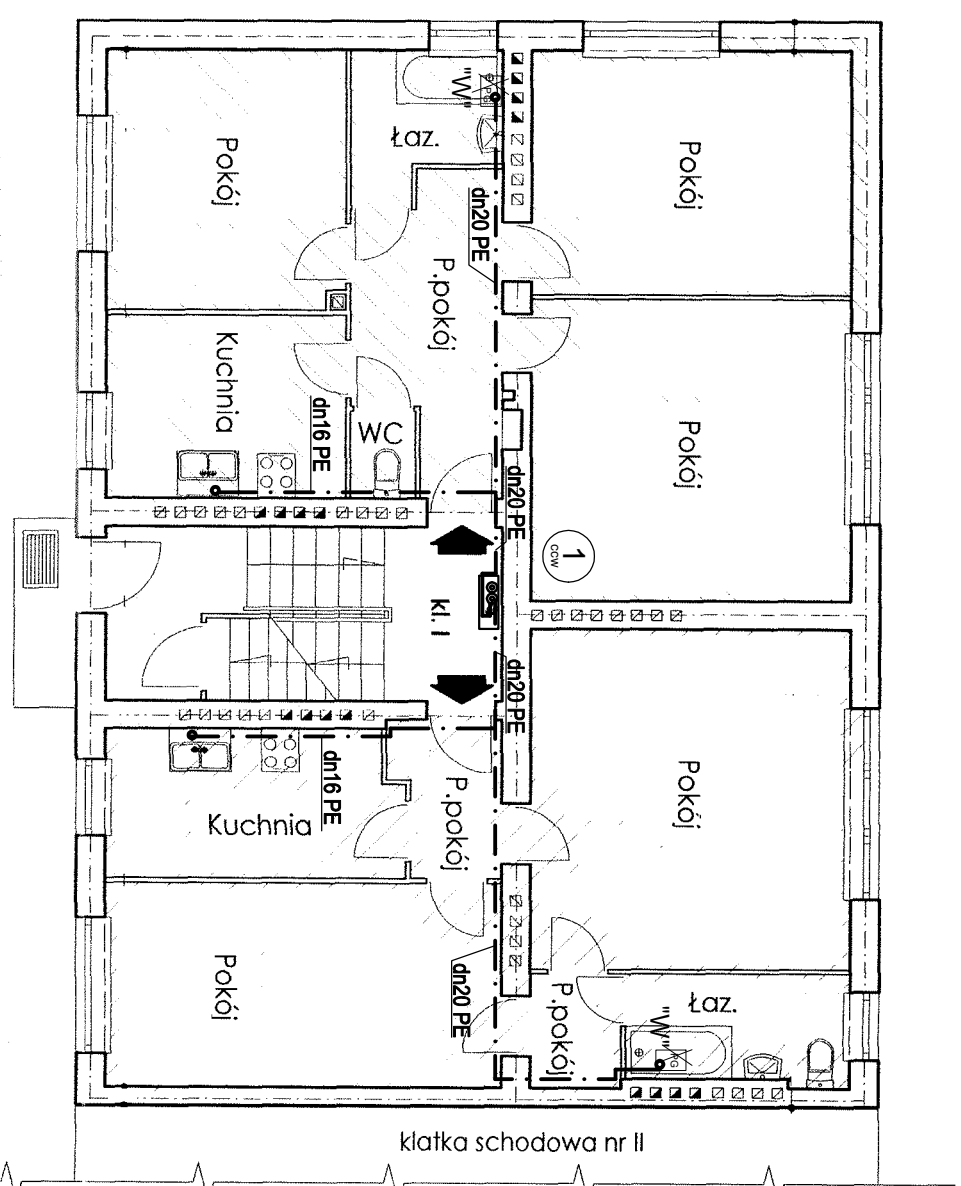 "W"
Łaz.
Pokój
Pokój
dn20 PE
P.pokój
Kuchnia
dn16 PE
WC
Pokój
dn20 PE
1
ccw
kl. I
dn20 PE
dn16 PE
Kuchnia
P.pokój
Pokój
Pokój
dn20 PE
P.pokój
"W"
Łaz.
klatka schodowa nr II